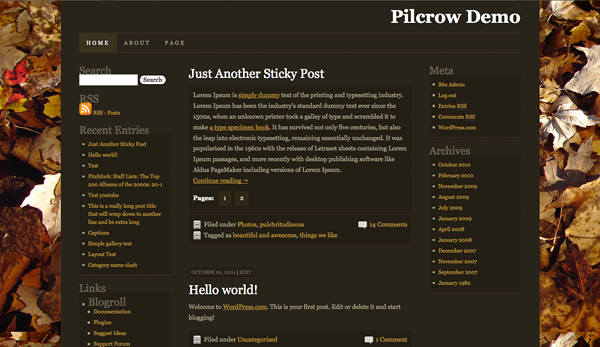 Pilcrow Demo
HOME
ABOUT
PAGE
Search
Search
RSS
RSS - Posts
Recent Entries
Just Another Sticky Post
Hello world!
Test
Pitchfork: Staff Lists: The Top
200 Albums of the 2000s: 20-1
Test youtube
This is a really long post title
that will wrap down to another
line and be extra long
Captions
Simple gallery test
Layout Test
Category name clash
Links
Blogroll
Documentation
Plugins
Suggest Ideas
Support Forum
Just Another Sticky Post
Lorem Ipsum is simply dummy text of the printing and typesetting industry.
Lorem Ipsum has been the industry's standard dummy text ever since the
1500s, when an unknown printer took a galley of type and scrambled it to
make a type specimen book. It has survived not only five centuries, but also
the leap into electronic typesetting, remaining essentially unchanged. It was
popularised in the 1960s with the release of Letraset sheets containing Lorem
Ipsum passages, and more recently with desktop publishing software like
Aldus PageMaker including versions of Lorem Ipsum.
Continue reading →
Pages: 1 2
Filed under Photos, pulchritudinous
14 Comments
Tagged as beautiful and awesome, things we like
OCTOBER 20, 2010 | EDIT
Hello world!
Welcome to WordPress.com. This is your first post. Edit or delete it and start
blogging!
Filed under Uncategorized
1 Comment
Meta
Site Admin
Log out
Entries RSS
Comments RSS
WordPress.com
Archives
October 2010
February 2010
November 2009
August 2009
July 2009
January 2009
April 2008
January 2008
December 2007
November 2007
September 2007
January 1982